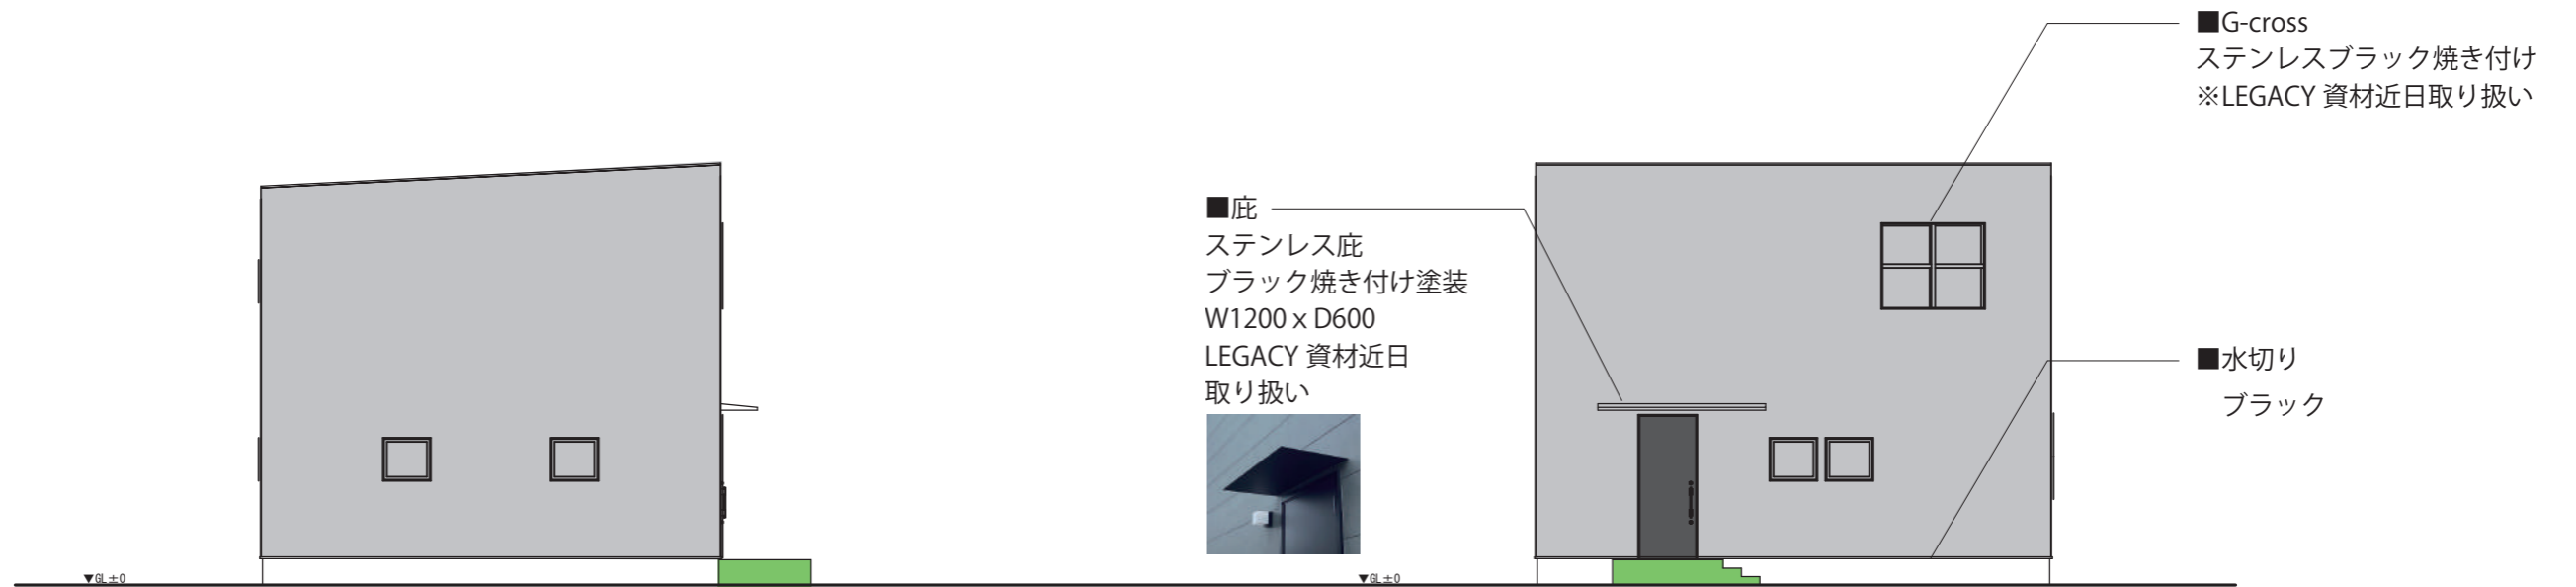 ■G-cross
ステンレスブラック焼き付け
※LEGACY 資材近日取り扱い
■庇
ステンレス庇
ブラック焼き付け塗装
W1200 x D600
LEGACY 資材近日
取り扱い
■水切り
ブラック
▼GL±0
▼GL±0